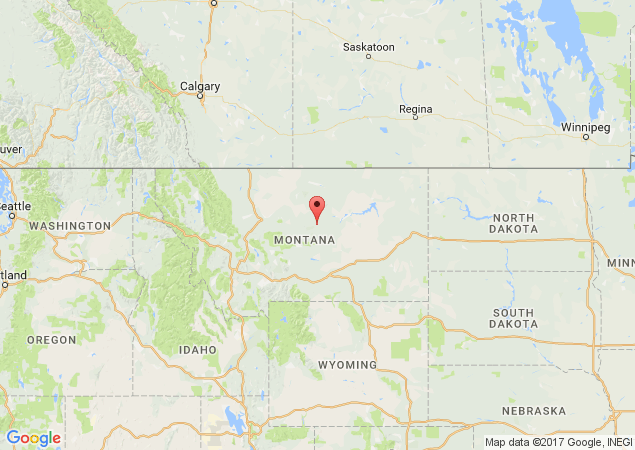 Saskatoon
Calgary
Regina
Winnipeg
uver
Seattle
WASHINGTON
NORTH
DAKOTA
MONTANA
MINN
tland
SOUTH
DAKOTA
OREGON
IDAHO
WYOMING
NEBRASKA
Google
Map data ©2017 Google, INEGI